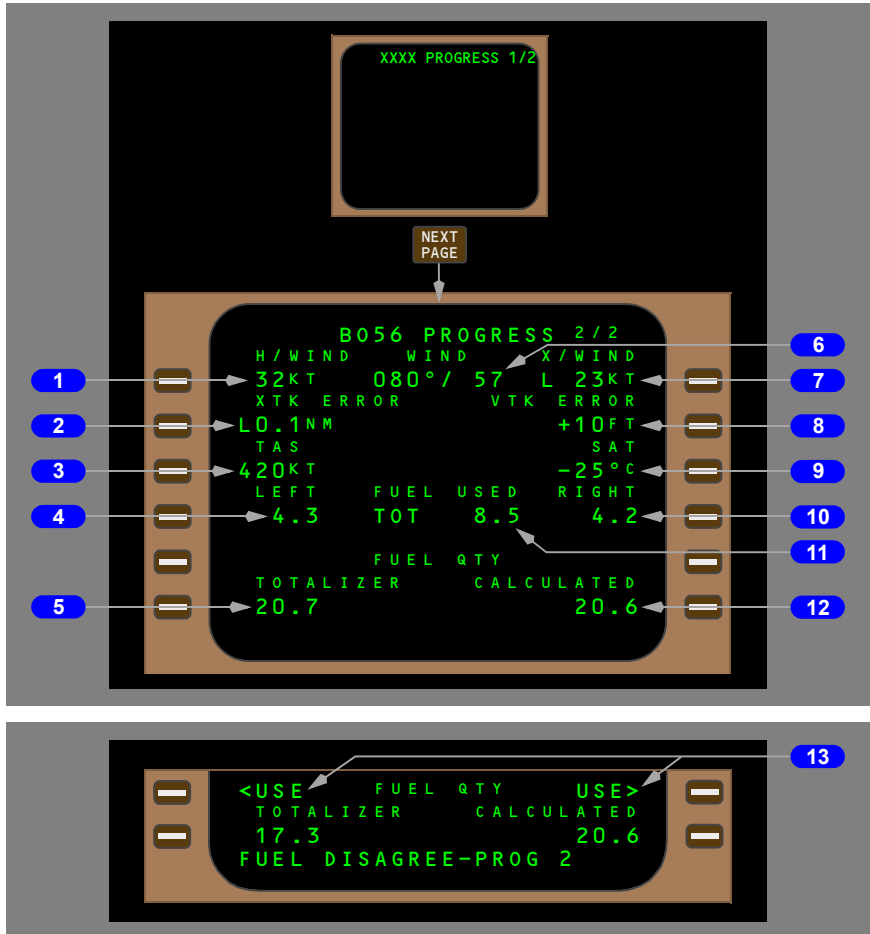 XXXX PROGRESS 1/2
NEXT
PAGE
BO56 PROGRESS 2/2
H/WIND WIND X/WIND
32KT 080°/ 57 L 23KT
XTK ERROR VTK ERROR
L0.1NM +10FT
TAS SAT
420KT -25°C
LEFT FUEL USED RIGHT
4.3 TOT 8.5 4.2
FUEL QTY
TOTALIZER CALCULATED
20.7 20.6
1
2
3
4
5
6
7
8
9
10
11
12
<USE FUEL QTY USE>
TOTALIZER CALCULATED
17.3 20.6
FUEL DISAGREE-PROG 2
13